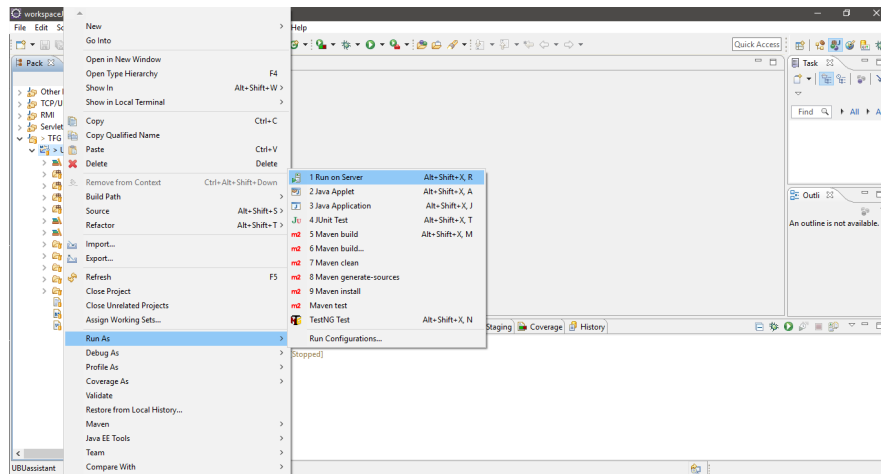 workspace
File Edit
Help
Quick Access
Pack
Task
Find All
Other
TCP/U
RMI
Servlet
> TFG
> U
New
Go Into
Open in New Window
Open Type Hierarchy F4
Show In Alt+Shift+W >
Show in Local Terminal
Copy Ctrl+C
Copy Qualified Name
Paste Ctrl+V
Delete Delete
Remove from Context Ctrl+Alt+Shift+Down
Build Path
Source Alt+Shift+S >
Refactor Alt+Shift+T >
Import...
Export...
Refresh F5
Close Project
Close Unrelated Projects
Assign Working Sets...
Run As
Debug As
Profile As
Coverage As
Validate
Restore from Local History...
Maven
Java EE Tools
Team
Compare With
1 Run on Server Alt+Shift+X, R
2 Java Applet Alt+Shift+X, A
3 Java Application Alt+Shift+X, J
Ju 4 JUnit Test Alt+Shift+X, T
m2 5 Maven build Alt+Shift+X, M
m2 6 Maven build...
m2 7 Maven clean
m2 8 Maven generate-sources
m2 9 Maven install
m2 Maven test
TestNG Test Alt+Shift+X, N
Run Configurations...
Outli
An outline is not available.
Staging Coverage History
Stopped]
UBUassistant